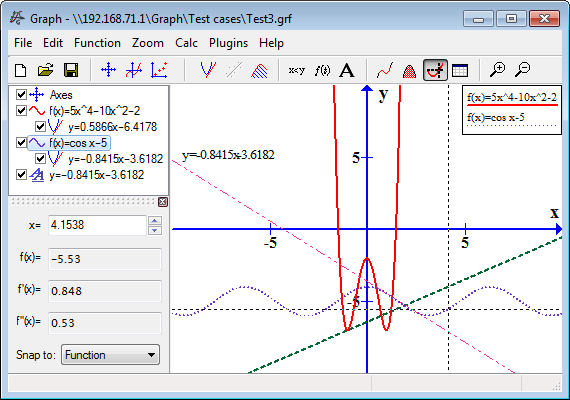 Graph - \\192.168.71.1\Graph\Test cases\Test3.grf
File Edit Function Zoom Calc Plugins Help
x<y f(x) A
Axes
f(x)=5x^4-10x^2-2
y=0.5866x-6.4178
f(x)=cos x-5
y=-0.8415x-3.6182
y=-0.8415x-3.6182
x= 4.1538
f(x)= -5.53
f'(x)= 0.848
f''(x)= 0.53
Snap to: Function
y
f(x)=5x^4-10x^2-2
f(x)=cos x-5
y=-0.8415x-3.6182
5
x
-5
5
-5